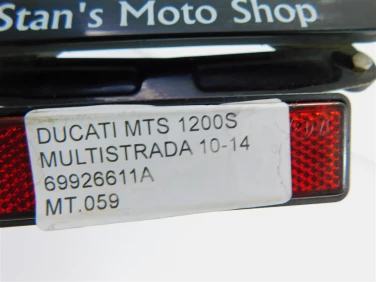 Stan's Moto Shop
DUCATI MTS 1200S
MULTISTRADA 10-14
69926611A
MT.059